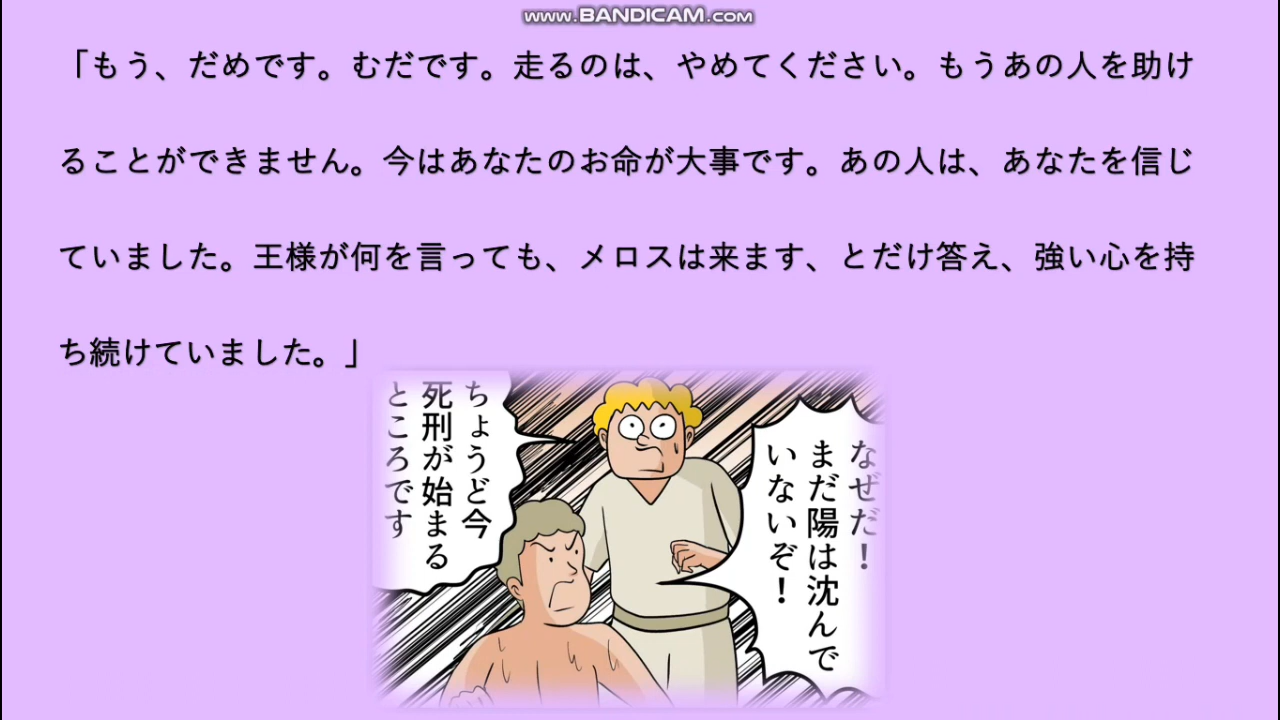 www.BANDICAM.com
「もう、だめです。むだです。走るのは、やめてください。もうあの人を助け
ることができません。今はあなたのお命が大事です。あの人は、あなたを信じ
ていました。王様が何を言っても、メロスは来ます、とだけ答え、強い心を持
ち続けていました。」
なぜだ！
まだ陽は沈んで
いないぞ！
ちょうど今
死刑が始まる
ところです